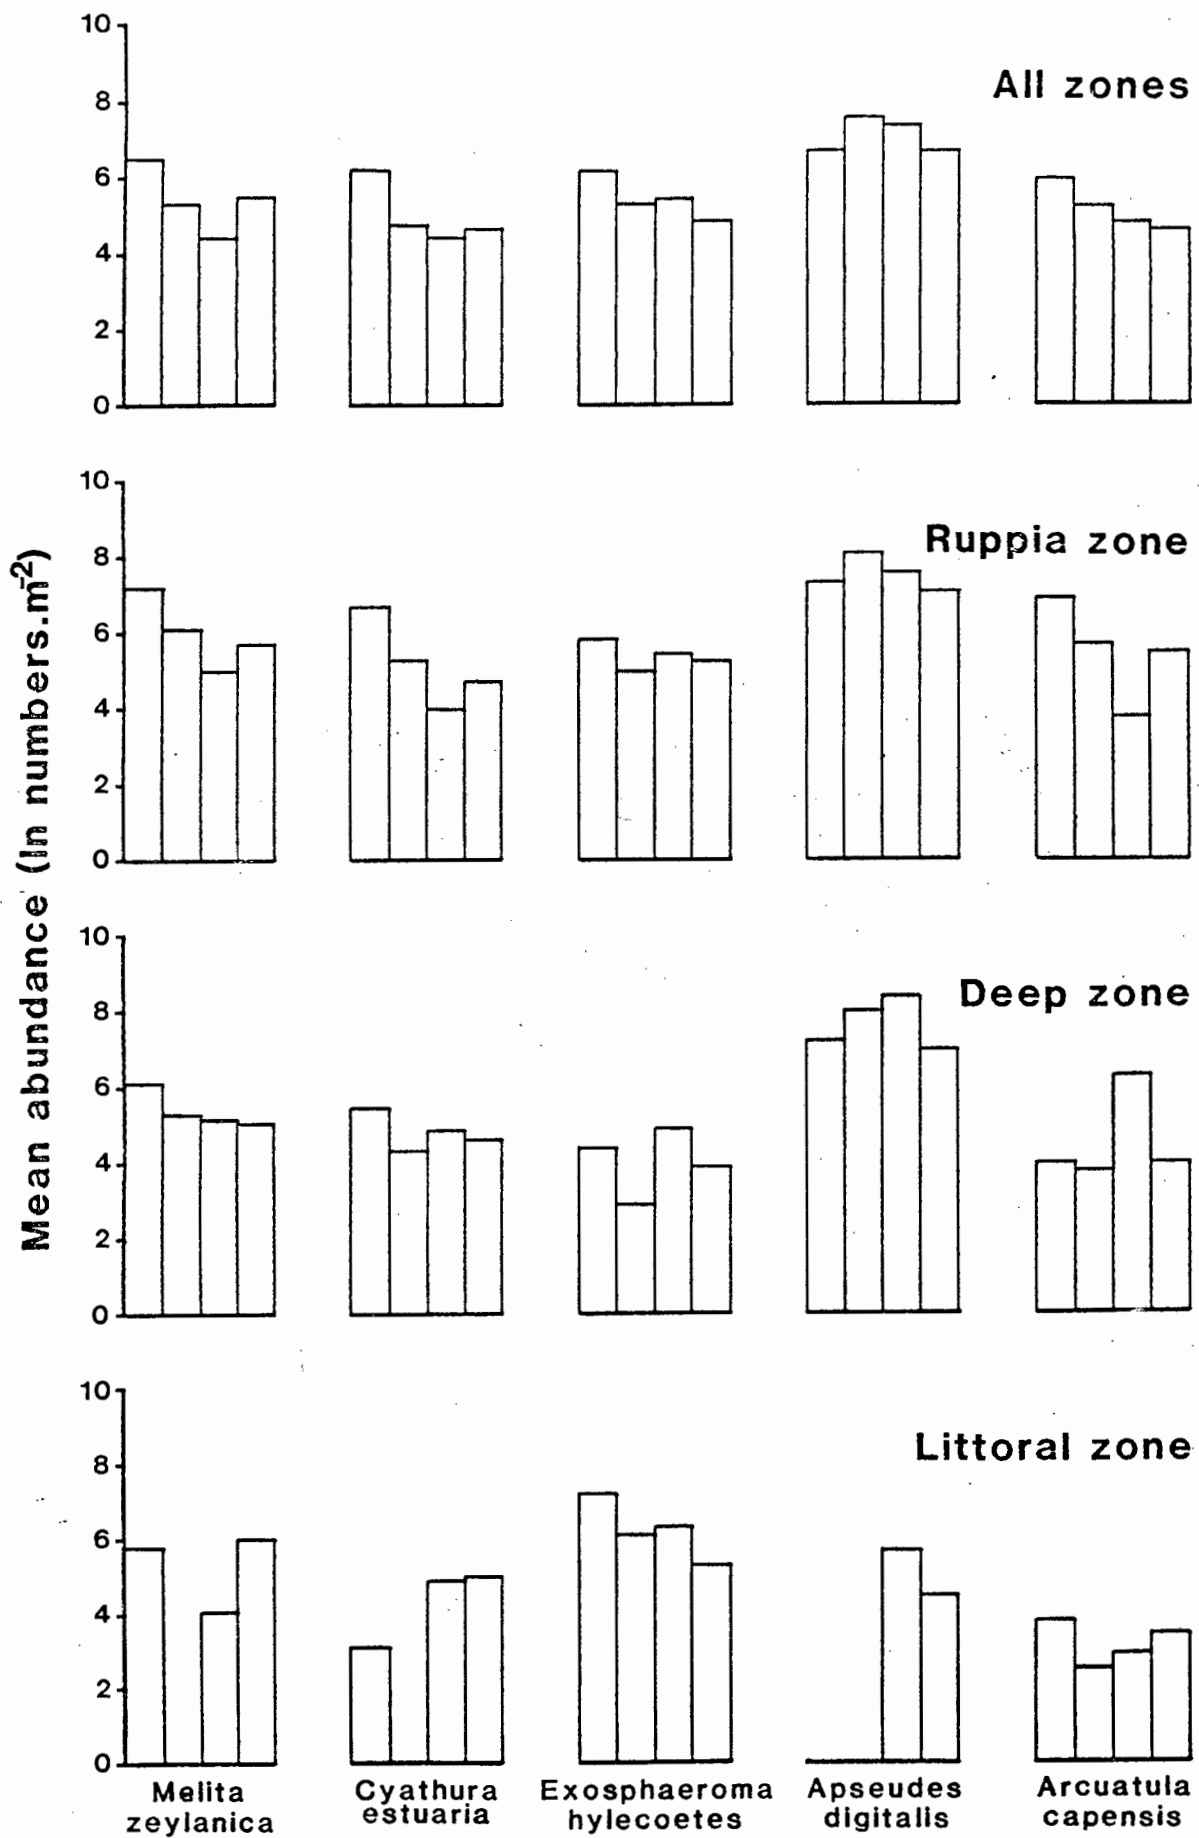 Mean abundance (ln numbers.m⁻²)
10
8
6
4
2
0
All zones
10
8
6
4
2
0
Ruppia zone
10
8
6
4
2
0
Deep zone
10
8
6
4
2
0
Littoral zone
Melita
zeylanica
Cyathura
estuaria
Exosphaeroma
hylecoetes
Apseudes
digitalis
Arcuatula
capensis